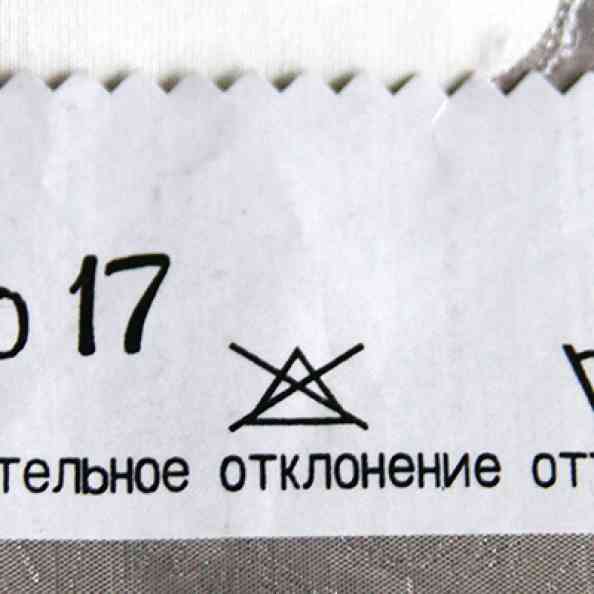 17
тельное отклонение от